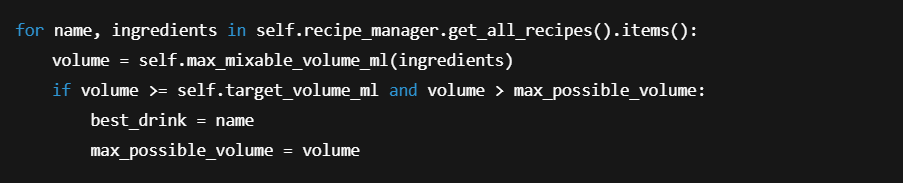 for name, ingredients in self.recipe_manager.get_all_recipes().items():
    volume = self.max_mixable_volume_ml(ingredients)
    if volume >= self.target_volume_ml and volume > max_possible_volume:
        best_drink = name
        max_possible_volume = volume